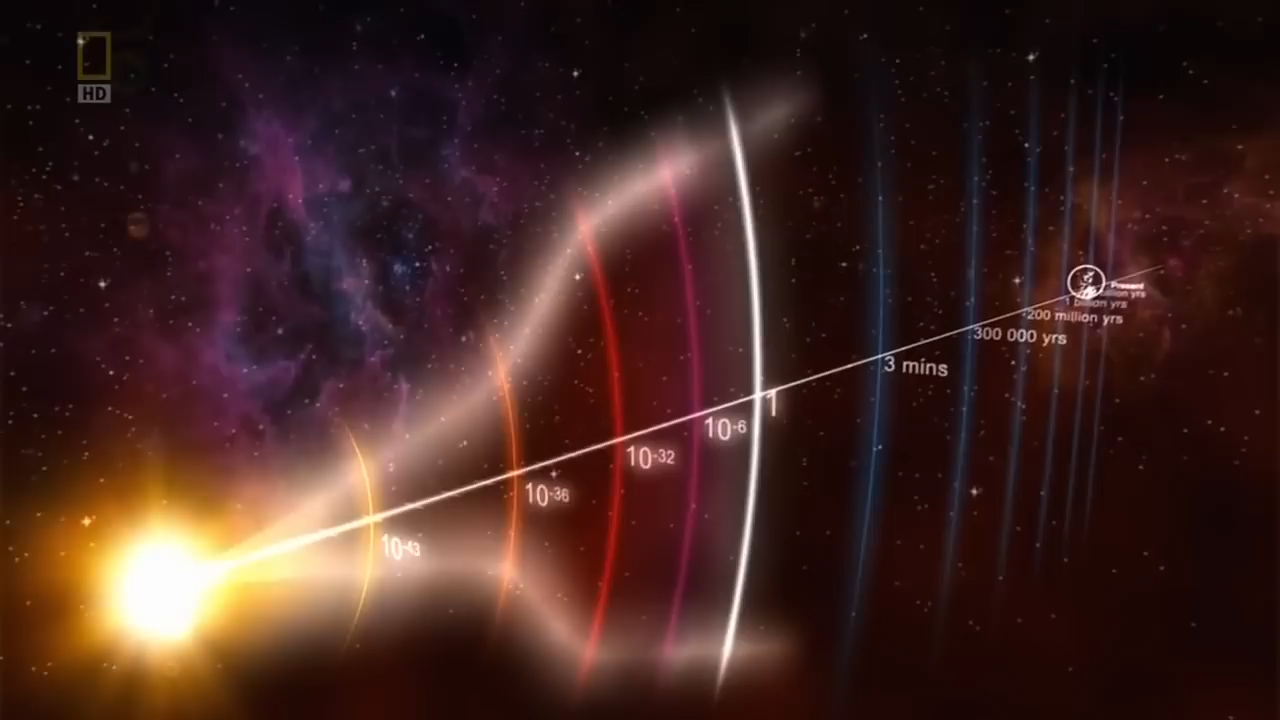 HD
10⁻⁴³
10⁻³⁶
10⁻³²
10⁻⁶
1
3 mins
300 000 yrs
200 million yrs
1 billion yrs
Present